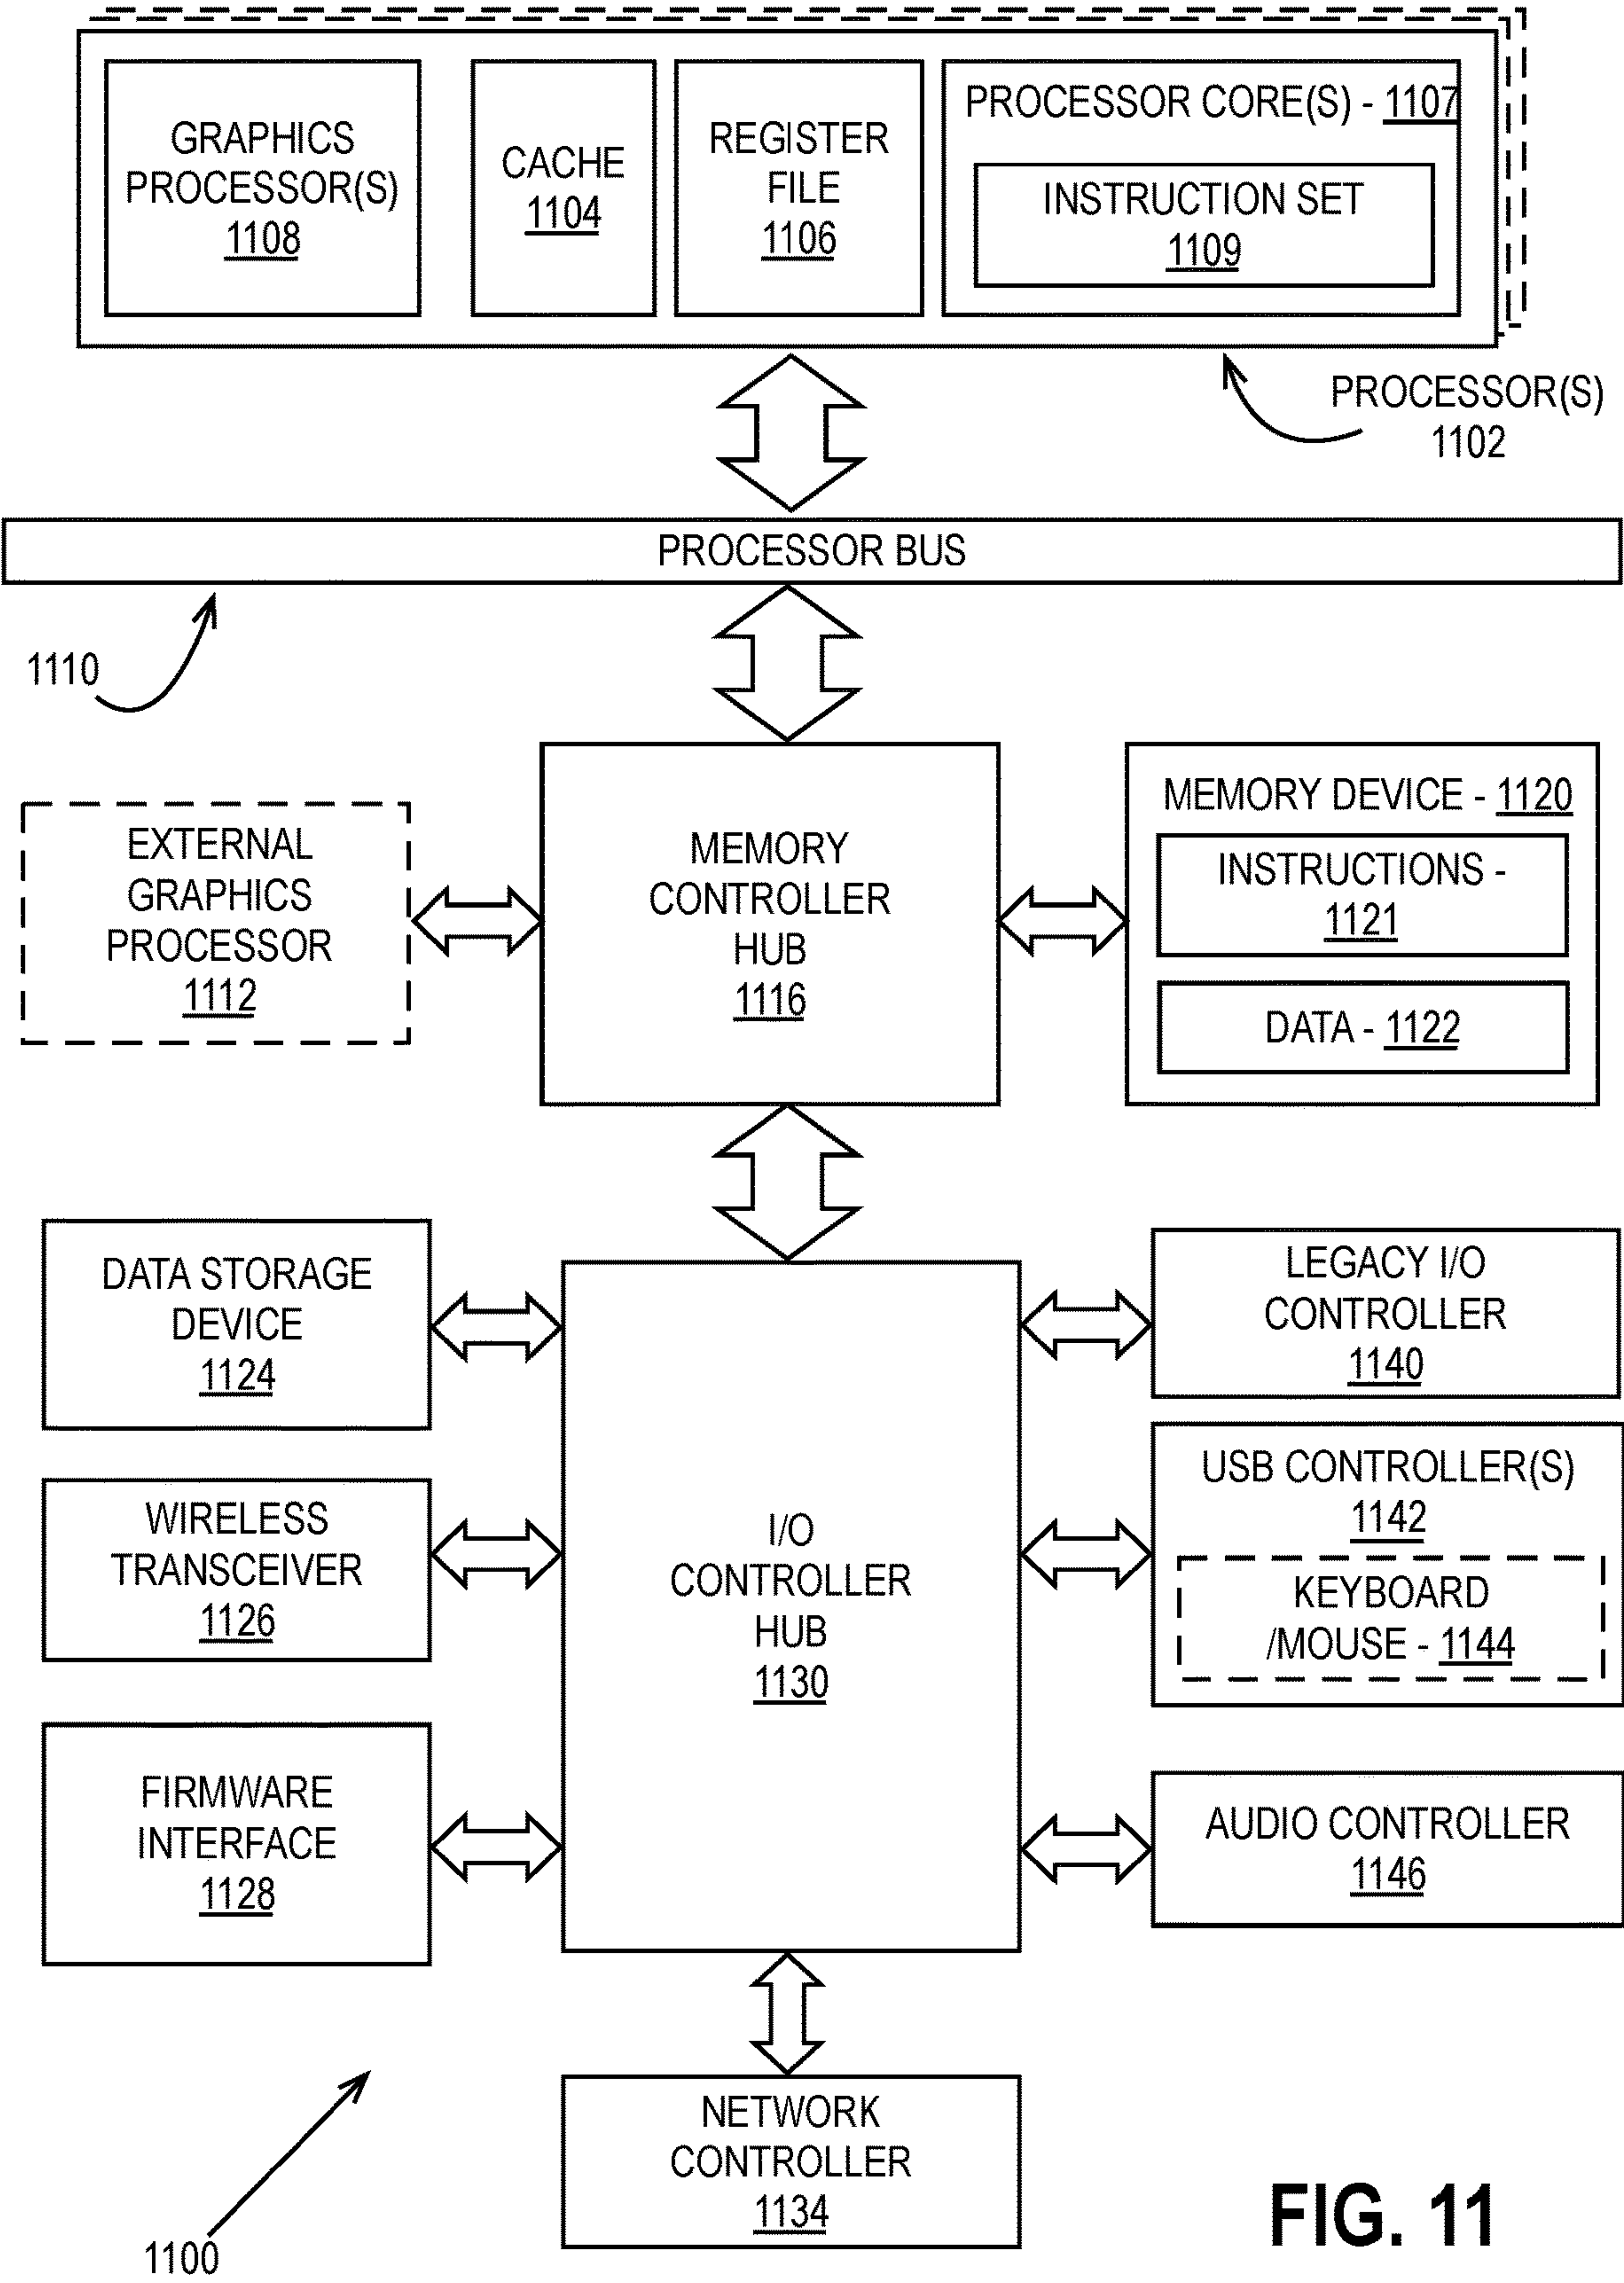 GRAPHICS
PROCESSOR(S)
1108
CACHE
1104
REGISTER
FILE
1106
PROCESSOR CORE(S) - 1107
INSTRUCTION SET
1109
PROCESSOR(S)
1102
PROCESSOR BUS
1110
EXTERNAL
GRAPHICS
PROCESSOR
1112
MEMORY
CONTROLLER
HUB
1116
MEMORY DEVICE - 1120
INSTRUCTIONS -
1121
DATA - 1122
DATA STORAGE
DEVICE
1124
WIRELESS
TRANSCEIVER
1126
FIRMWARE
INTERFACE
1128
I/O
CONTROLLER
HUB
1130
LEGACY I/O
CONTROLLER
1140
USB CONTROLLER(S)
1142
KEYBOARD
/MOUSE - 1144
AUDIO CONTROLLER
1146
NETWORK
CONTROLLER
1134
1100
FIG. 11